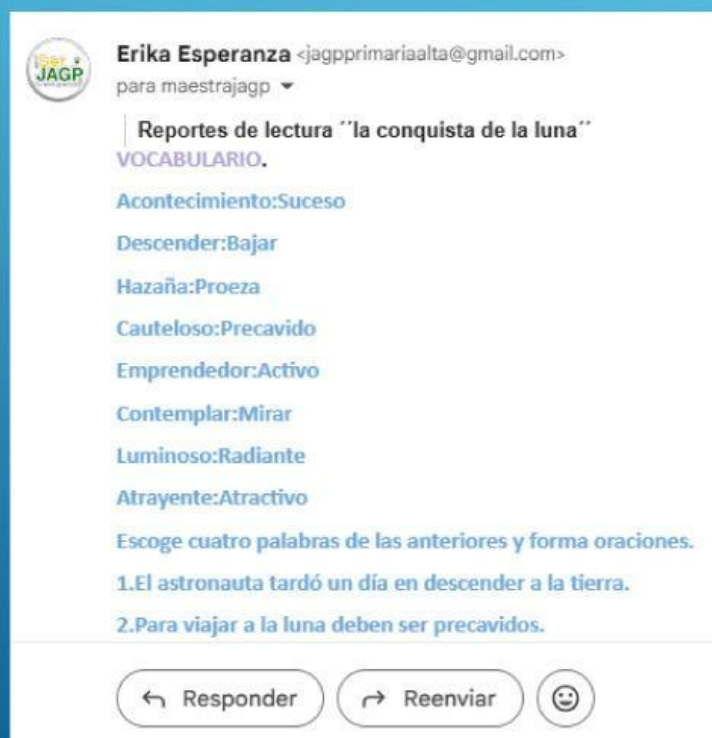 iSer
JAGP
Erika Esperanza <jagpprimariaalta@gmail.com>
para maestrajagp
Reportes de lectura ´´la conquista de la luna´´
VOCABULARIO.
Acontecimiento:Suceso
Descender:Bajar
Hazaña:Proeza
Cauteloso:Precavido
Emprendedor:Activo
Contemplar:Mirar
Luminoso:Radiante
Atrayente:Atractivo
Escoge cuatro palabras de las anteriores y forma oraciones.
1.El astronauta tardó un día en descender a la tierra.
2.Para viajar a la luna deben ser precavidos.
Responder
Reenviar